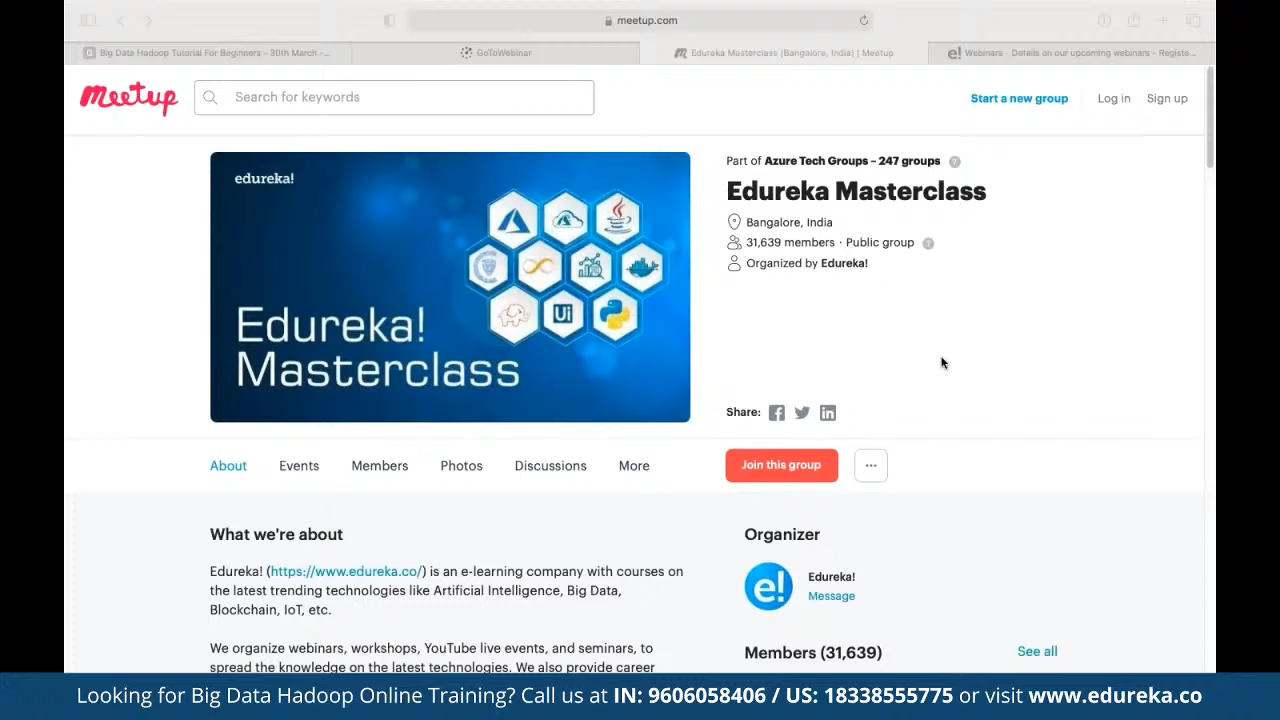 meetup.com
Big Data Hadoop Tutorial For Beginners - 30th March -...
GoToWebinar
Edureka Masterclass (Bangalore, India) | Meetup
e! Webinars - Details on our upcoming webinars – Registe...
meetup
Search for keywords
Start a new group
Log in
Sign up
edureka!
Edureka!
Masterclass
Ui
Part of Azure Tech Groups – 247 groups ?
Edureka Masterclass
Bangalore, India
31,639 members · Public group ?
Organized by Edureka!
Share:
About
Events
Members
Photos
Discussions
More
Join this group
What we're about
Edureka! (https://www.edureka.co/) is an e-learning company with courses on
the latest trending technologies like Artificial Intelligence, Big Data,
Blockchain, IoT, etc.
We organize webinars, workshops, YouTube live events, and seminars, to
spread the knowledge on the latest technologies. We also provide career
Organizer
e!
Edureka!
Message
Members (31,639)
See all
Looking for Big Data Hadoop Online Training? Call us at IN: 9606058406 / US: 18338555775 or visit www.edureka.co